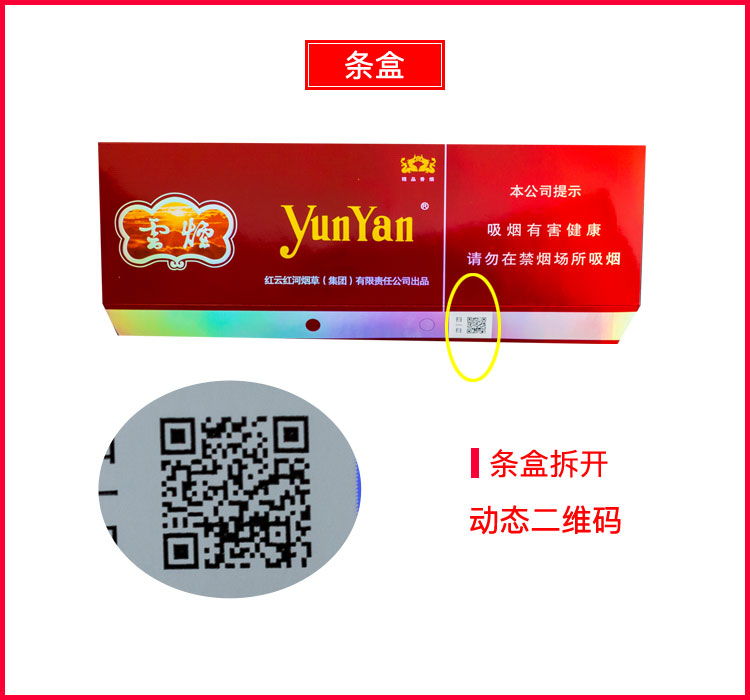 条盒
精品香烟
雲煙
YunYan®
红云红河烟草（集团）有限责任公司出品
本公司提示
吸烟有害健康
请勿在禁烟场所吸烟
扫一扫
条盒拆开
动态二维码